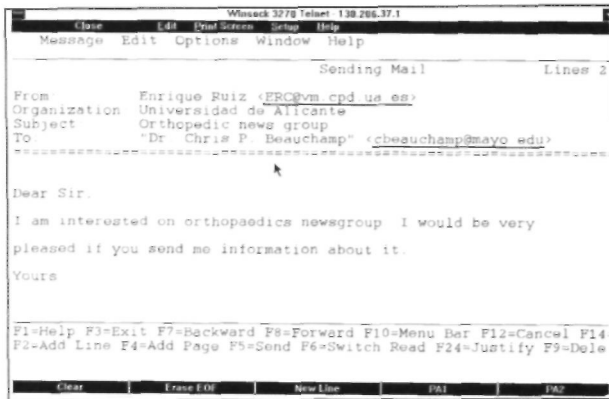 Winsock 3270 Telnet - 130.206.37.1
Close Edit Print Screen Setup Help
Message Edit Options Window Help
Sending Mail Lines 2
From Enrique Ruiz <ERC@vm.cpd.ua es>
Organization Universidad de Alicante
Subject Orthopedic news group
To. "Dr Chris P. Beauchamp" <cbeauchamp@mayo edu>
Dear Sir.
I am interested on orthopaedics newsgroup I would be very
pleased if you send me information about it.
Yours
F1=Help F3=Exit F7=Backward F8=Forward F10=Menu Bar F12=Cancel F14
F2=Add Line F4=Add Page F5=Send F6=Switch Read F24=Justify F9=Dele
Clear Erase EOF New Line PA1 PA2